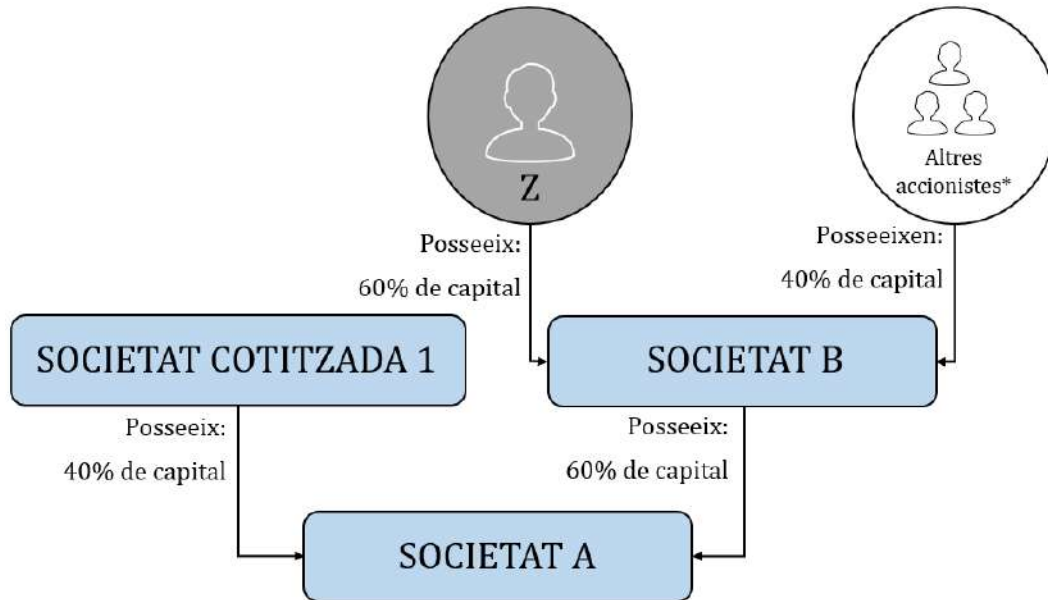 Z
Altres
accionistes*
Posseeix:
60% de capital
Posseeixen:
40% de capital
SOCIETAT COTITZADA 1
SOCIETAT B
Posseeix:
40% de capital
Posseeix:
60% de capital
SOCIETAT A